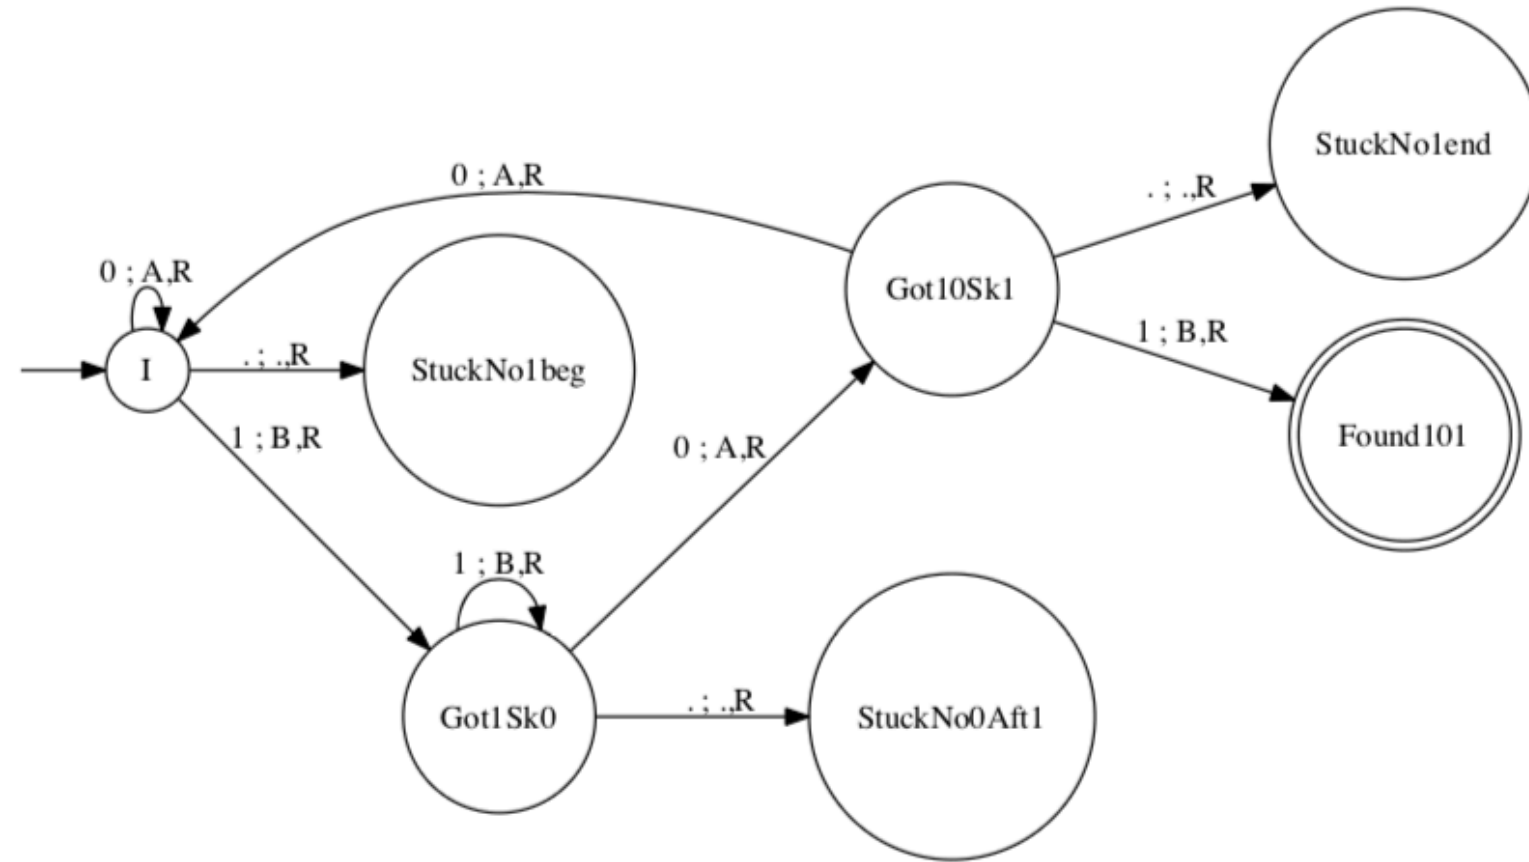 StuckNo1end
0 ; A,R
. ; .,R
0 ; A,R
Got10Sk1
1 ; B,R
I
. ; .,R
StuckNo1beg
Found101
1 ; B,R
0 ; A,R
1 ; B,R
Got1Sk0
. ; .,R
StuckNo0Aft1